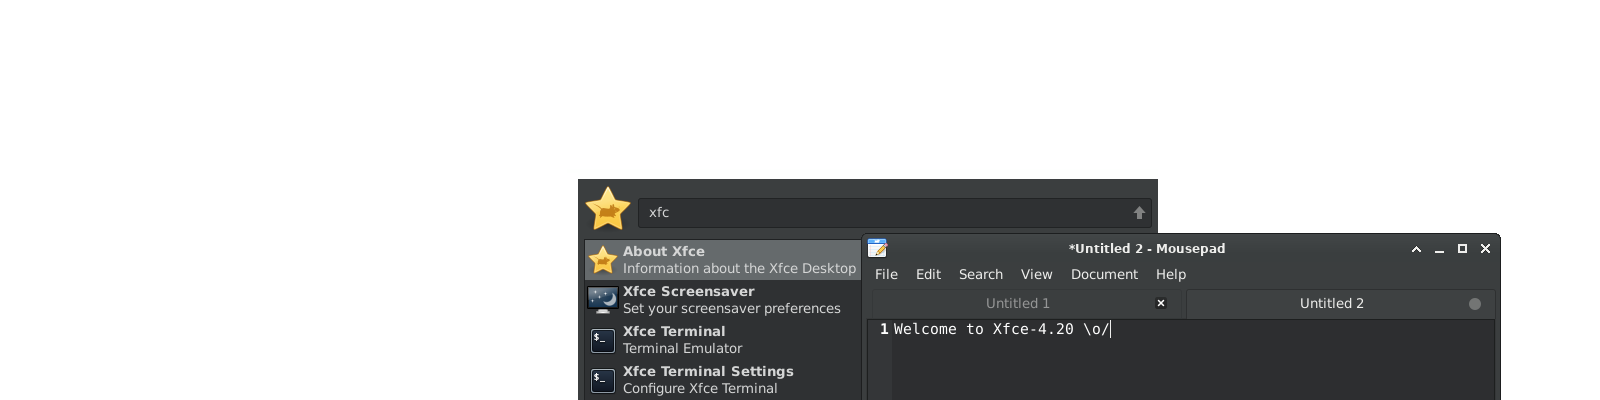 xfc
About Xfce
Information about the Xfce Desktop
Xfce Screensaver
Set your screensaver preferences
$_
Xfce Terminal
Terminal Emulator
$_
Xfce Terminal Settings
Configure Xfce Terminal
*Untitled 2 - Mousepad
File Edit Search View Document Help
Untitled 1 Untitled 2
1 Welcome to Xfce-4.20 \o/